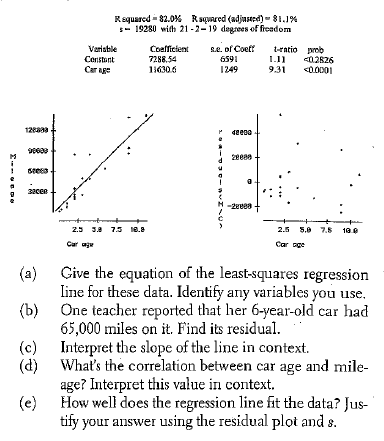 R squared = 82.0% R squared (adjusted) = 81.1%
s = 19280 with 21 - 2 = 19 degrees of freedom
Variable Coefficient s.e. of Coeff t-ratio prob
Constant 7288.54 6591 1.11 <0.2826
Car age 11630.6 1249 9.31 <0.0001
Mileage
120000
90000
60000
30000
2.5 5.0 7.5 10.0
Car age
residuals(M/C)
40000
20000
0
-20000
2.5 5.0 7.5 10.0
Car age
(a) Give the equation of the least-squares regression
line for these data. Identify any variables you use.
(b) One teacher reported that her 6-year-old car had
65,000 miles on it. Find its residual.
(c) Interpret the slope of the line in context.
(d) What's the correlation between car age and mile-
age? Interpret this value in context.
(e) How well does the regression line fit the data? Jus-
tify your answer using the residual plot and s.